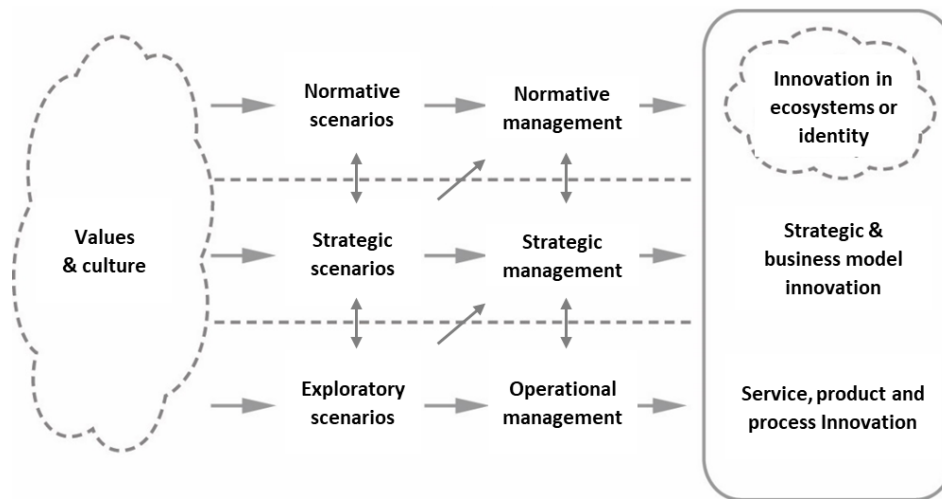 Normative
scenarios
Normative
management
Innovation in
ecosystems or
identity
Values
& culture
Strategic
scenarios
Strategic
management
Strategic &
business model
innovation
Exploratory
scenarios
Operational
management
Service, product and
process Innovation